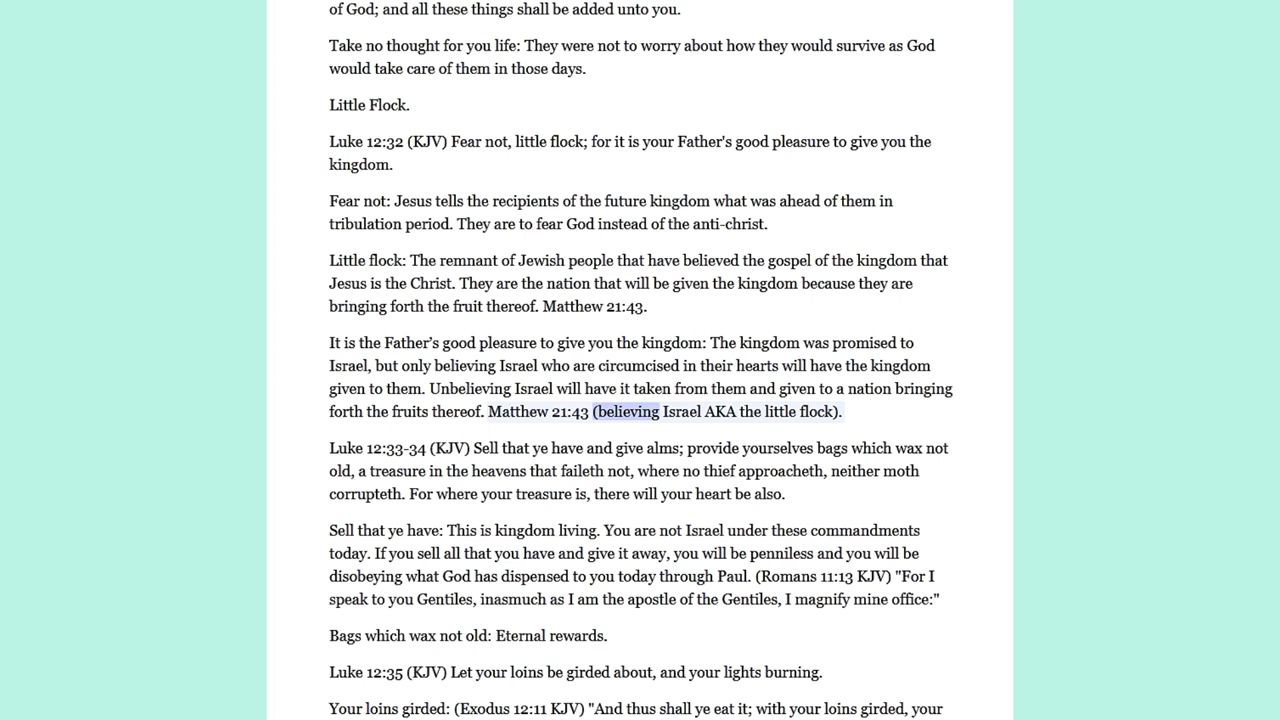 of God; and all these things shall be added unto you.
Take no thought for you life: They were not to worry about how they would survive as God
would take care of them in those days.
Little Flock.
Luke 12:32 (KJV) Fear not, little flock; for it is your Father's good pleasure to give you the
kingdom.
Fear not: Jesus tells the recipients of the future kingdom what was ahead of them in
tribulation period. They are to fear God instead of the anti-christ.
Little flock: The remnant of Jewish people that have believed the gospel of the kingdom that
Jesus is the Christ. They are the nation that will be given the kingdom because they are
bringing forth the fruit thereof. Matthew 21:43.
It is the Father’s good pleasure to give you the kingdom: The kingdom was promised to
Israel, but only believing Israel who are circumcised in their hearts will have the kingdom
given to them. Unbelieving Israel will have it taken from them and given to a nation bringing
forth the fruits thereof. Matthew 21:43 (believing Israel AKA the little flock).
Luke 12:33-34 (KJV) Sell that ye have and give alms; provide yourselves bags which wax not
old, a treasure in the heavens that faileth not, where no thief approacheth, neither moth
corrupteth. For where your treasure is, there will your heart be also.
Sell that ye have: This is kingdom living. You are not Israel under these commandments
today. If you sell all that you have and give it away, you will be penniless and you will be
disobeying what God has dispensed to you today through Paul. (Romans 11:13 KJV) "For I
speak to you Gentiles, inasmuch as I am the apostle of the Gentiles, I magnify mine office:"
Bags which wax not old: Eternal rewards.
Luke 12:35 (KJV) Let your loins be girded about, and your lights burning.
Your loins girded: (Exodus 12:11 KJV) "And thus shall ye eat it; with your loins girded, your